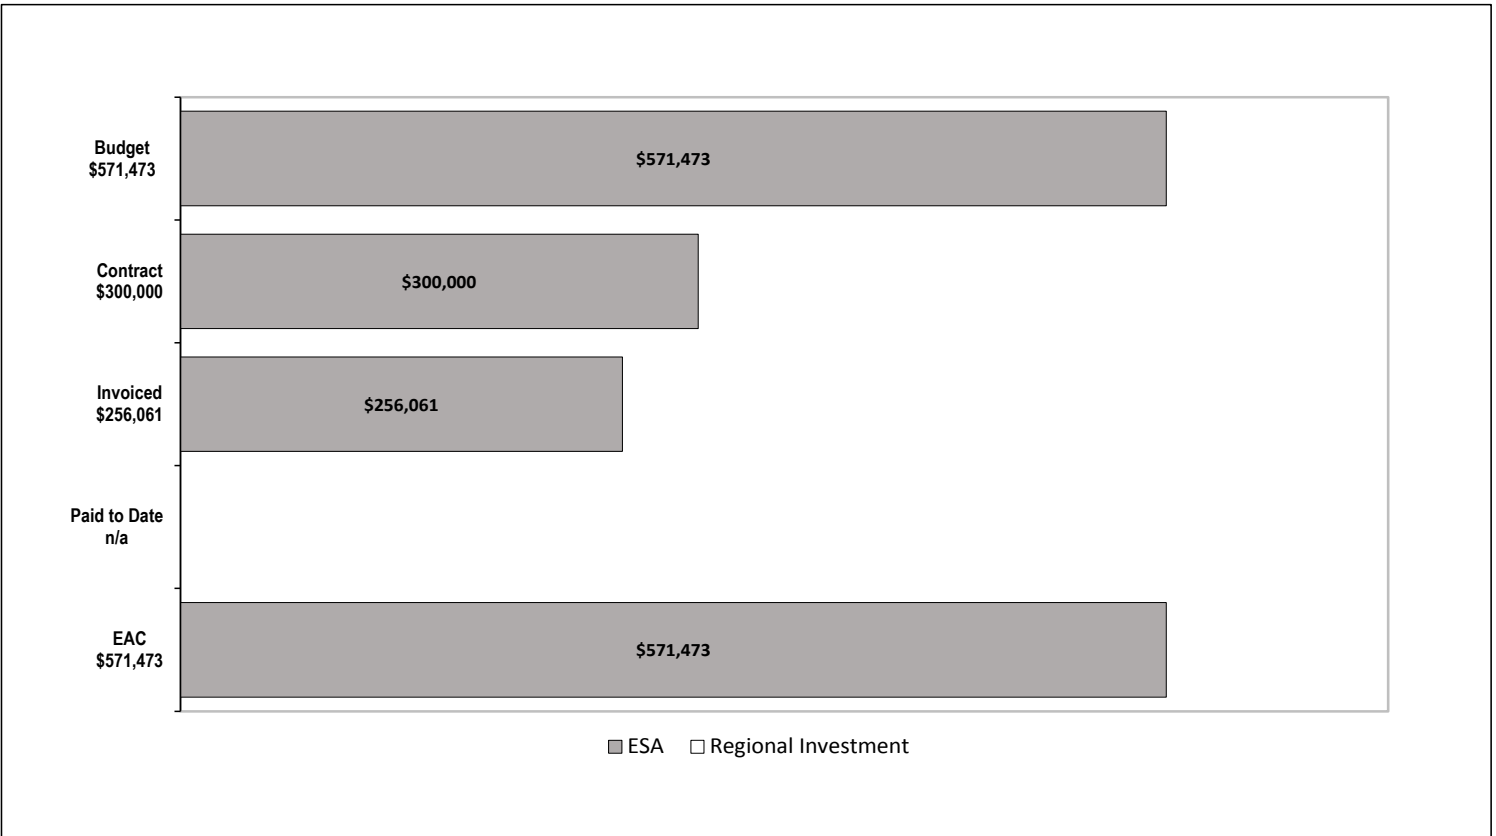 Budget
$571,473
$571,473
Contract
$300,000
$300,000
Invoiced
$256,061
$256,061
Paid to Date
n/a
EAC
$571,473
$571,473
ESA Regional Investment